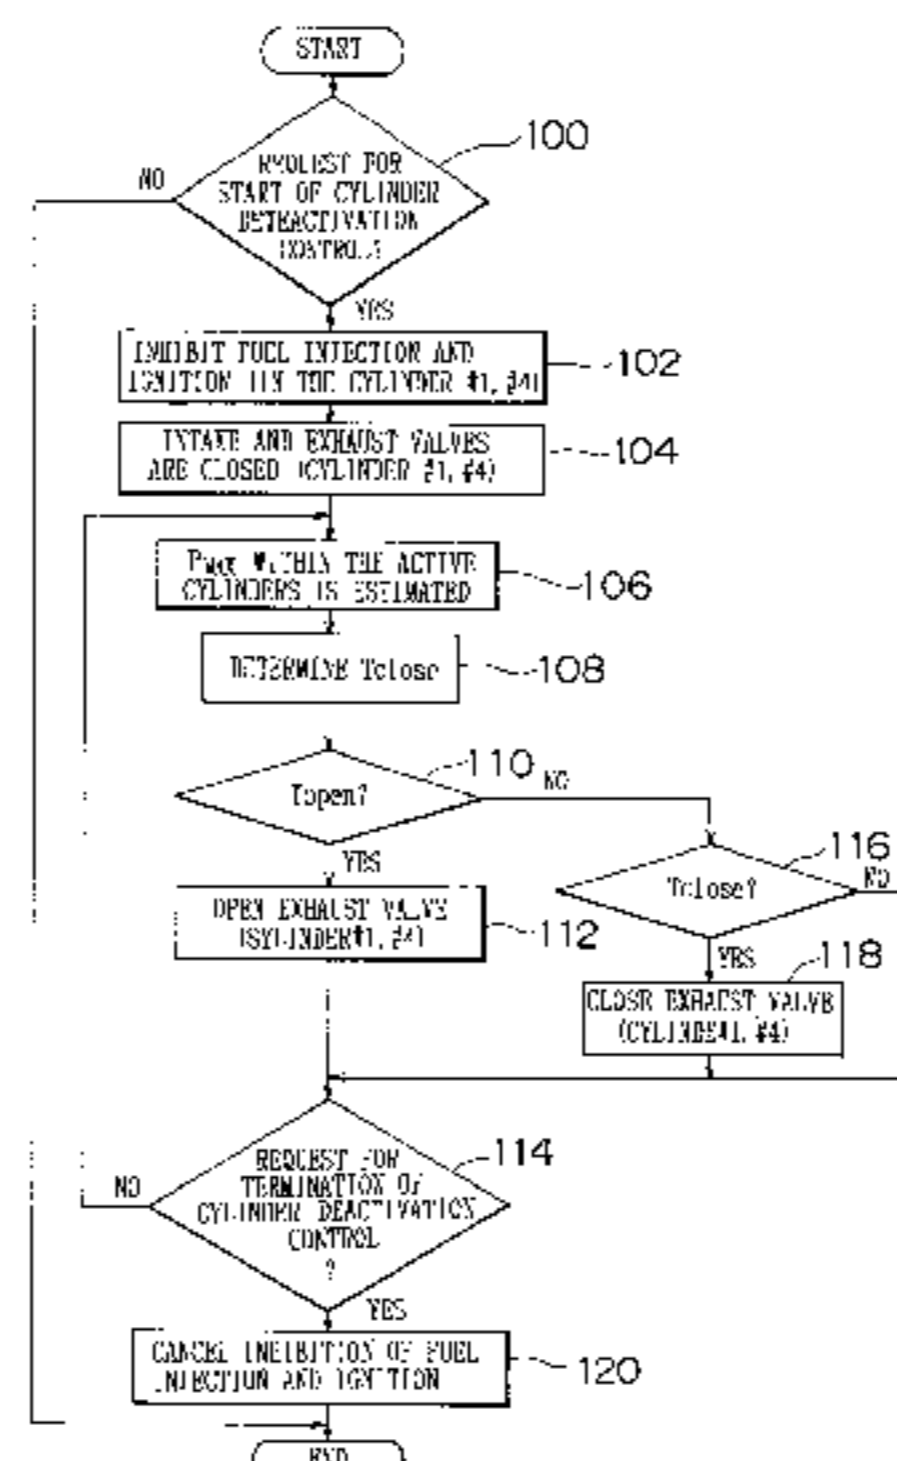 START
100
REQUEST FOR
START OF CYLINDER
DETEACTIVATION
CONTROL?
NO
YES
INHIBIT FUEL INJECTION AND
IGNITION (IN THE CYLINDER #1, #4)
102
INTAKE AND EXHAUST VALVES
ARE CLOSED (CYLINDER #1, #4)
104
PMAX WITHIN THE ACTIVE
CYLINDERS IS ESTIMATED
106
DETERMINE Tclose
108
110
Topen?
NO
YES
116
Tclose?
NO
OPEN EXHAUST VALVE
(SYLINDER#1, #4)
112
YES
118
CLOSE EXHAUST VALVE
(CYLINDE#1, #4)
114
REQUEST FOR
TERMINATION OF
CYLINDER DEACTIVATION
CONTROL
?
NO
YES
CANCEL INHIBITION OF FUEL
INJECTION AND IGNITION
120
END